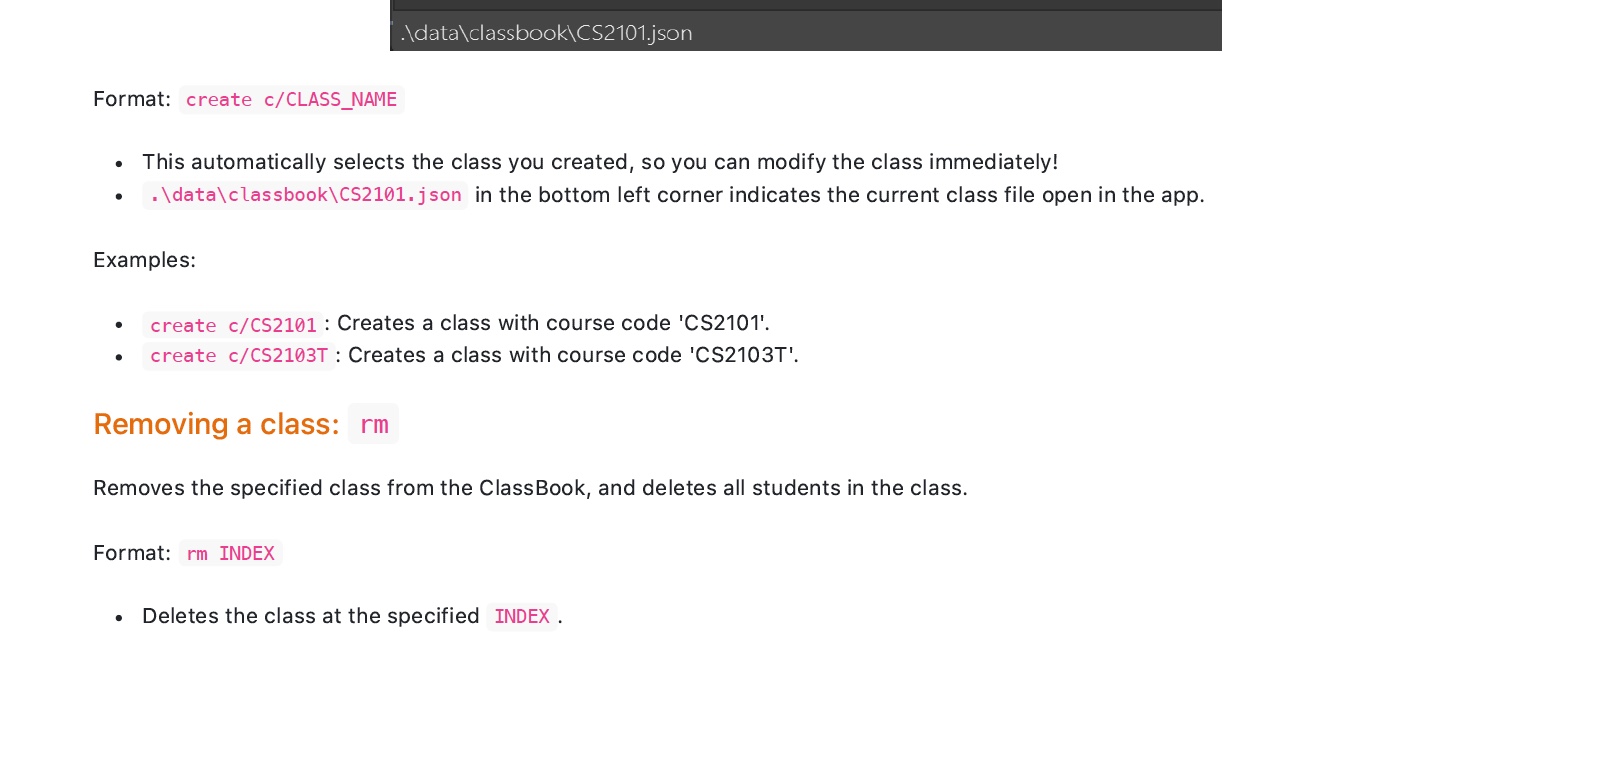 .\data\classbook\CS2101.json
Format: create c/CLASS_NAME
• This automatically selects the class you created, so you can modify the class immediately!
• .\data\classbook\CS2101.json in the bottom left corner indicates the current class file open in the app.
Examples:
• create c/CS2101 : Creates a class with course code 'CS2101'.
• create c/CS2103T : Creates a class with course code 'CS2103T'.
Removing a class: rm
Removes the specified class from the ClassBook, and deletes all students in the class.
Format: rm INDEX
• Deletes the class at the specified INDEX .